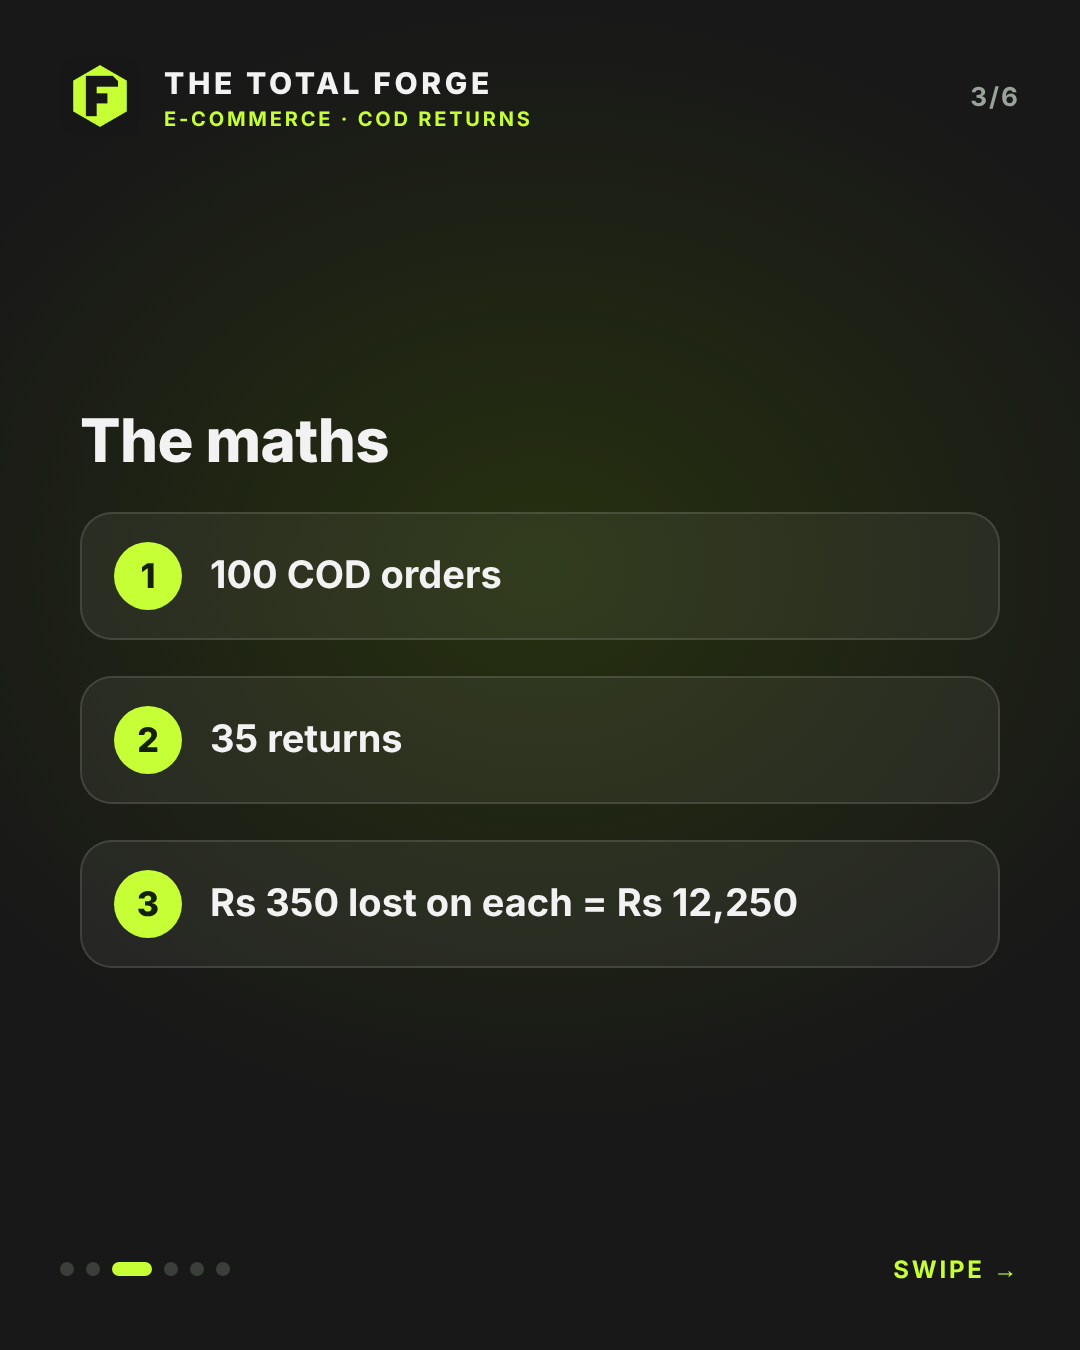 THE TOTAL FORGE
E-COMMERCE · COD RETURNS
3/6
The maths
1 100 COD orders
2 35 returns
3 Rs 350 lost on each = Rs 12,250
SWIPE →